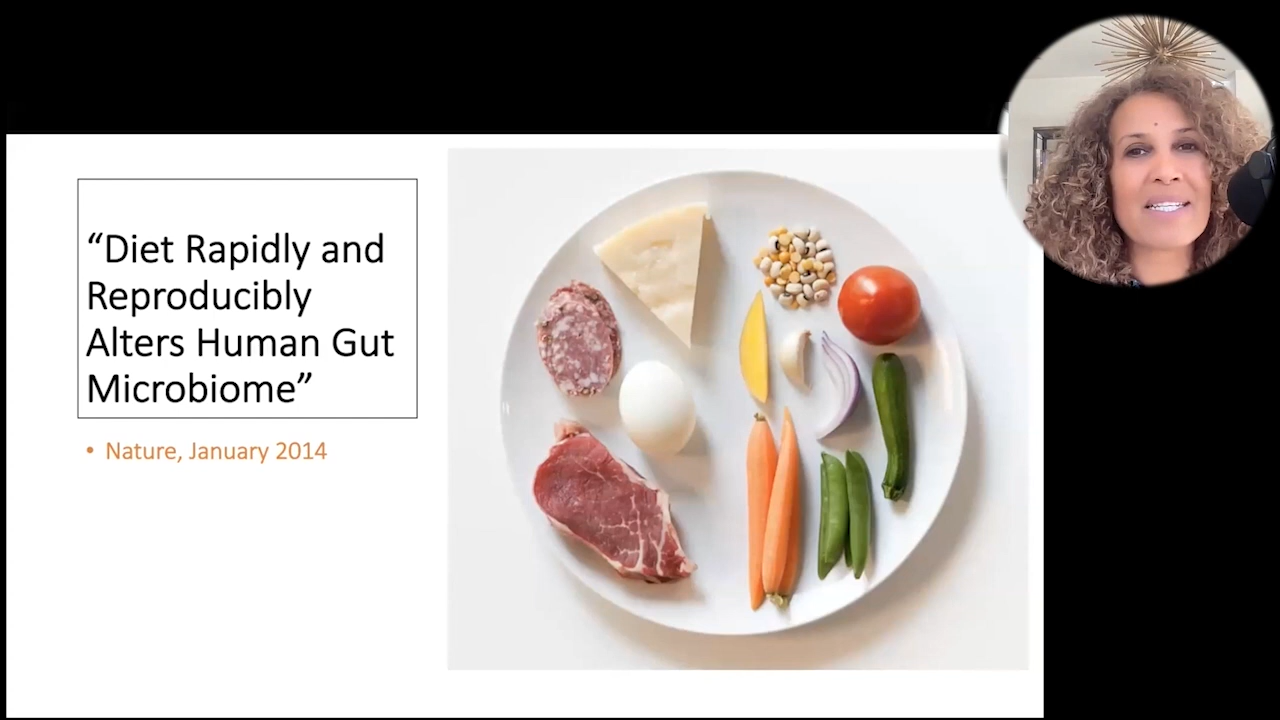 “Diet Rapidly and
Reproducibly
Alters Human Gut
Microbiome”
• Nature, January 2014